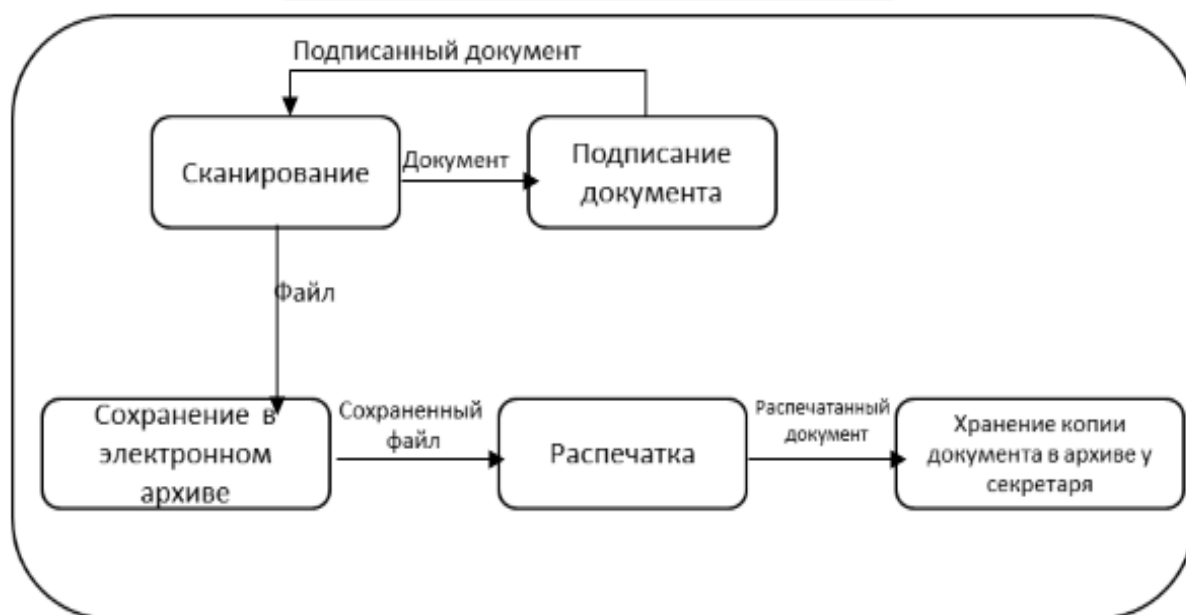 Подписанный документ
Сканирование
Документ
Подписание
документа
Файл
Сохранение в
электронном
архиве
Сохраненный
файл
Распечатка
Распечатанный
документ
Хранение копии
документа в архиве у
секретаря